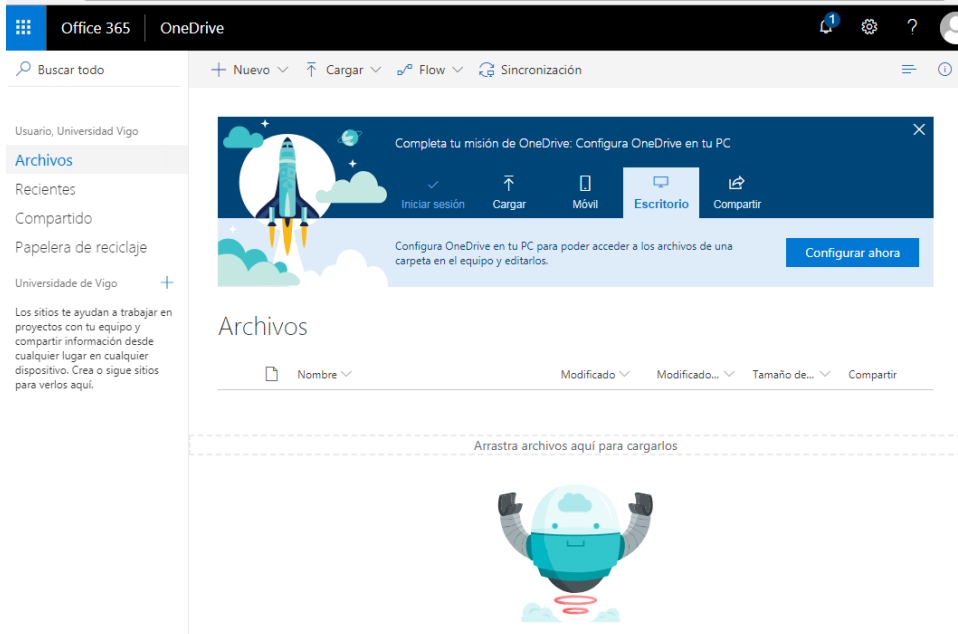 Office 365 OneDrive 1 ?
Buscar todo
Nuevo Cargar Flow Sincronización
Usuario, Universidad Vigo
Archivos
Recientes
Compartido
Papelera de reciclaje
Universidade de Vigo
Los sitios te ayudan a trabajar en
proyectos con tu equipo y
compartir información desde
cualquier lugar en cualquier
dispositivo. Crea o sigue sitios
para verlos aquí.
Completa tu misión de OneDrive: Configura OneDrive en tu PC
Iniciar sesión Cargar Móvil Escritorio Compartir
Configura OneDrive en tu PC para poder acceder a los archivos de una
carpeta en el equipo y editarlos.
Configurar ahora
Archivos
Nombre Modificado Modificado... Tamaño de... Compartir
Arrastra archivos aquí para cargarlos